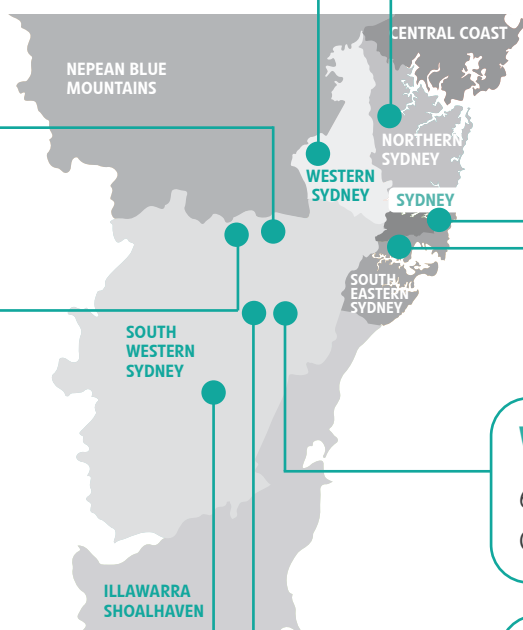 CENTRAL COAST
NEPEAN BLUE
MOUNTAINS
NORTHERN
SYDNEY
WESTERN
SYDNEY
SYDNEY
SOUTH
EASTERN
SYDNEY
SOUTH
WESTERN
SYDNEY
ILLAWARRA
SHOALHAVEN